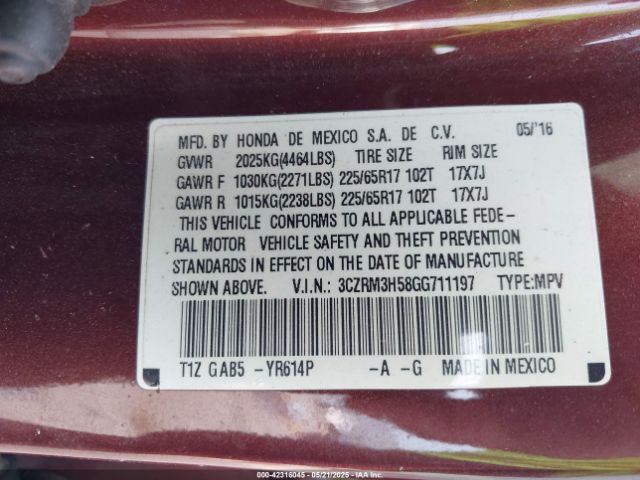 MFD. BY HONDA DE MEXICO S.A. DE C.V. 05/'16
GVWR 2025KG(4464LBS) TIRE SIZE RIM SIZE
GAWR F 1030KG(2271LBS) 225/65R17 102T 17X7J
GAWR R 1015KG(2238LBS) 225/65R17 102T 17X7J
THIS VEHICLE CONFORMS TO ALL APPLICABLE FEDE-
RAL MOTOR VEHICLE SAFETY AND THEFT PREVENTION
STANDARDS IN EFFECT ON THE DATE OF MANUFACTURE
SHOWN ABOVE. V.I.N.: 3CZRM3H58GG711197 TYPE:MPV
T1Z GAB5 -YR614P -A -G MADE IN MEXICO
000-42316045 - 05/21/2025 - IAAI.COM